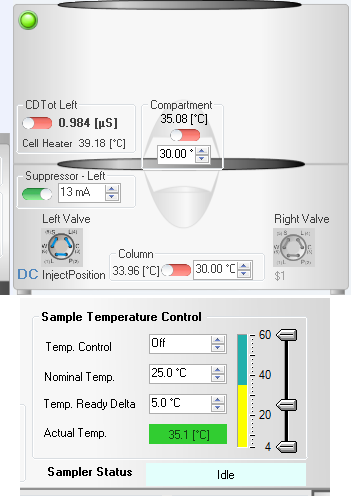 CDTot Left
0.984 [µS]
Cell Heater 39.18 [°C]
Compartment
35.08 [°C]
30.00 °
Suppressor - Left
13 mA
Left Valve
Right Valve
DC InjectPosition
$1
Column
33.96 [°C]
30.00 °C
Sample Temperature Control
Temp. Control Off
Nominal Temp. 25.0 °C
Temp. Ready Delta 5.0 °C
Actual Temp. 35.1 [°C]
60
40
20
4
Sampler Status Idle